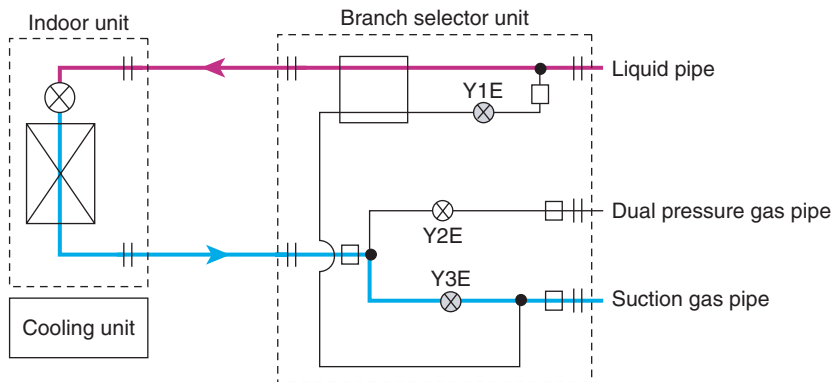 Indoor unit
Branch selector unit
Liquid pipe
Y1E
Dual pressure gas pipe
Y2E
Y3E
Suction gas pipe
Cooling unit